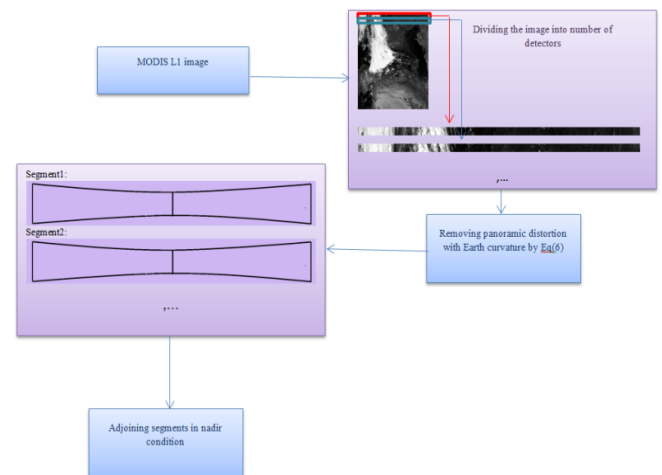 MODIS L1 image
Dividing the image into number of
detectors
,...
Removing panoramic distortion
with Earth curvature by Eq(6)
Segment1:
Segment2:
,...
Adjoining segments in nadir
condition